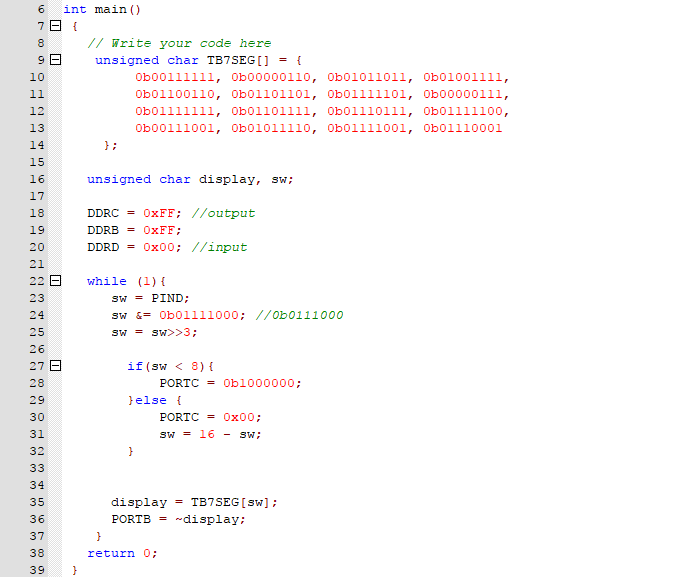 6 int main()
7 {
8 // Write your code here
9 unsigned char TB7SEG[] = {
10 0b00111111, 0b00000110, 0b01011011, 0b01001111,
11 0b01100110, 0b01101101, 0b01111101, 0b00000111,
12 0b01111111, 0b01101111, 0b01110111, 0b01111100,
13 0b00111001, 0b01011110, 0b01111001, 0b01110001
14 };
15
16 unsigned char display, sw;
17
18 DDRC = 0xFF; //output
19 DDRB = 0xFF;
20 DDRD = 0x00; //input
21
22 while (1){
23 sw = PIND;
24 sw &= 0b01111000; //0b0111000
25 sw = sw>>3;
26
27 if(sw < 8){
28 PORTC = 0b1000000;
29 }else {
30 PORTC = 0x00;
31 sw = 16 - sw;
32 }
33
34
35 display = TB7SEG[sw];
36 PORTB = ~display;
37 }
38 return 0;
39 }